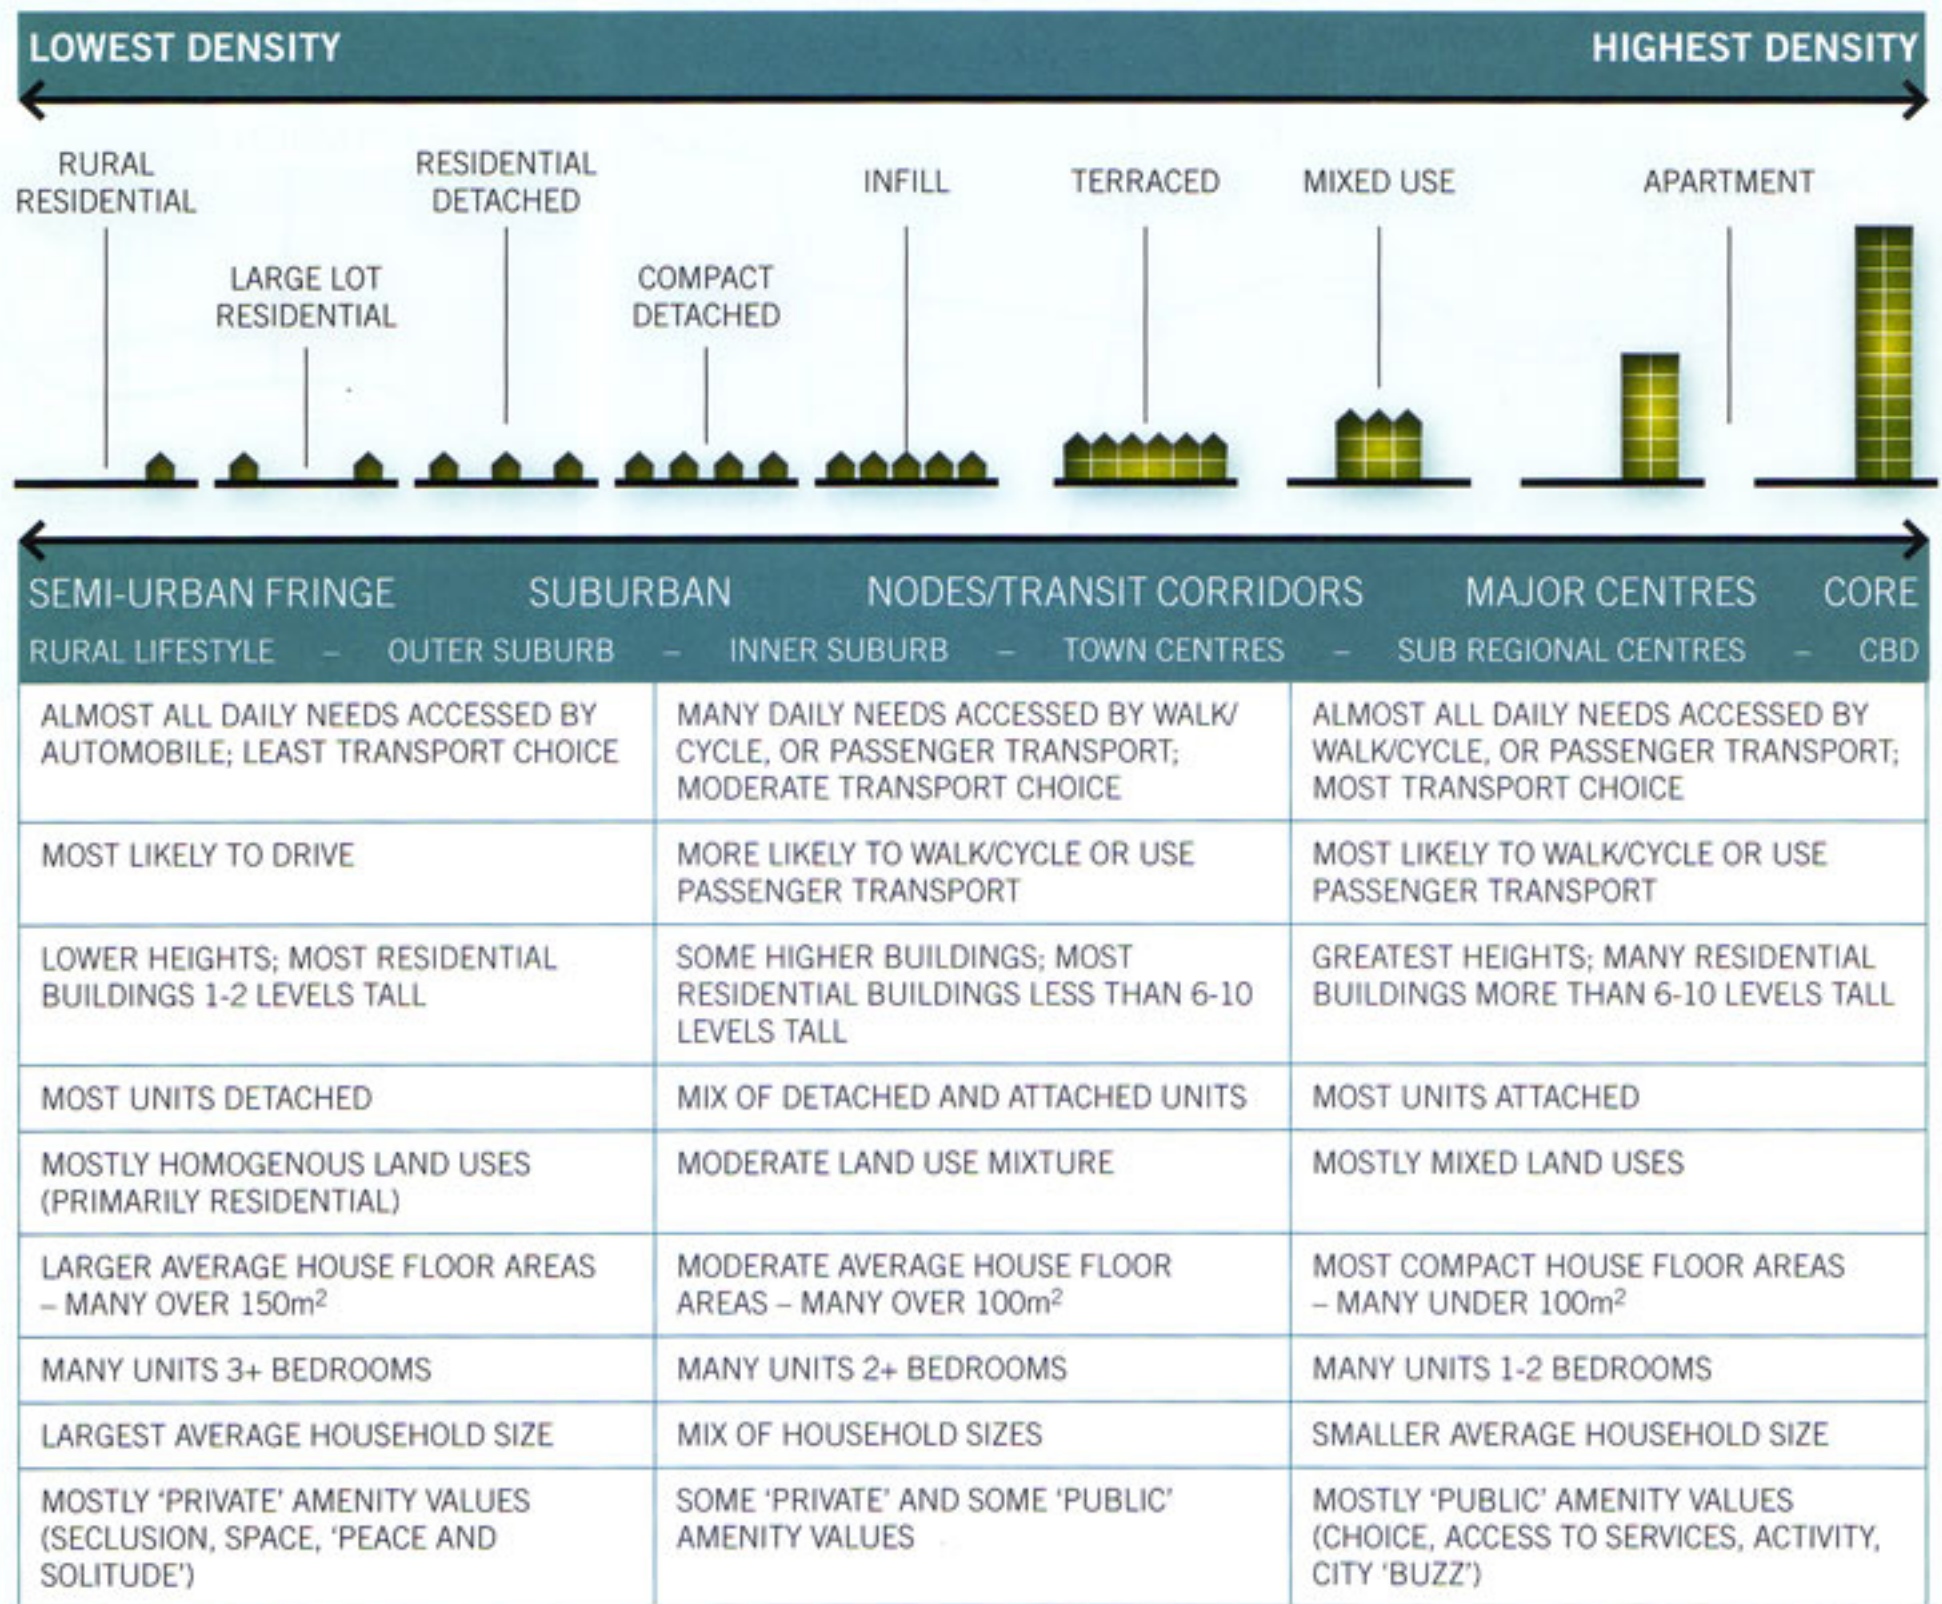 LOWEST DENSITY
HIGHEST DENSITY
RURAL
RESIDENTIAL
LARGE LOT
RESIDENTIAL
RESIDENTIAL
DETACHED
COMPACT
DETACHED
INFILL
TERRACED
MIXED USE
APARTMENT
SEMI-URBAN FRINGE SUBURBAN NODES/TRANSIT CORRIDORS MAJOR CENTRES CORE
RURAL LIFESTYLE – OUTER SUBURB – INNER SUBURB – TOWN CENTRES – SUB REGIONAL CENTRES – CBD
ALMOST ALL DAILY NEEDS ACCESSED BY
AUTOMOBILE; LEAST TRANSPORT CHOICE
MANY DAILY NEEDS ACCESSED BY WALK/
CYCLE, OR PASSENGER TRANSPORT;
MODERATE TRANSPORT CHOICE
ALMOST ALL DAILY NEEDS ACCESSED BY
WALK/CYCLE, OR PASSENGER TRANSPORT;
MOST TRANSPORT CHOICE
MOST LIKELY TO DRIVE
MORE LIKELY TO WALK/CYCLE OR USE
PASSENGER TRANSPORT
MOST LIKELY TO WALK/CYCLE OR USE
PASSENGER TRANSPORT
LOWER HEIGHTS; MOST RESIDENTIAL
BUILDINGS 1-2 LEVELS TALL
SOME HIGHER BUILDINGS; MOST
RESIDENTIAL BUILDINGS LESS THAN 6-10
LEVELS TALL
GREATEST HEIGHTS; MANY RESIDENTIAL
BUILDINGS MORE THAN 6-10 LEVELS TALL
MOST UNITS DETACHED
MIX OF DETACHED AND ATTACHED UNITS
MOST UNITS ATTACHED
MOSTLY HOMOGENOUS LAND USES
(PRIMARILY RESIDENTIAL)
MODERATE LAND USE MIXTURE
MOSTLY MIXED LAND USES
LARGER AVERAGE HOUSE FLOOR AREAS
– MANY OVER 150m²
MODERATE AVERAGE HOUSE FLOOR
AREAS – MANY OVER 100m²
MOST COMPACT HOUSE FLOOR AREAS
– MANY UNDER 100m²
MANY UNITS 3+ BEDROOMS
MANY UNITS 2+ BEDROOMS
MANY UNITS 1-2 BEDROOMS
LARGEST AVERAGE HOUSEHOLD SIZE
MIX OF HOUSEHOLD SIZES
SMALLER AVERAGE HOUSEHOLD SIZE
MOSTLY ‘PRIVATE’ AMENITY VALUES
(SECLUSION, SPACE, ‘PEACE AND
SOLITUDE’)
SOME ‘PRIVATE’ AND SOME ‘PUBLIC’
AMENITY VALUES
MOSTLY ‘PUBLIC’ AMENITY VALUES
(CHOICE, ACCESS TO SERVICES, ACTIVITY,
CITY ‘BUZZ’)